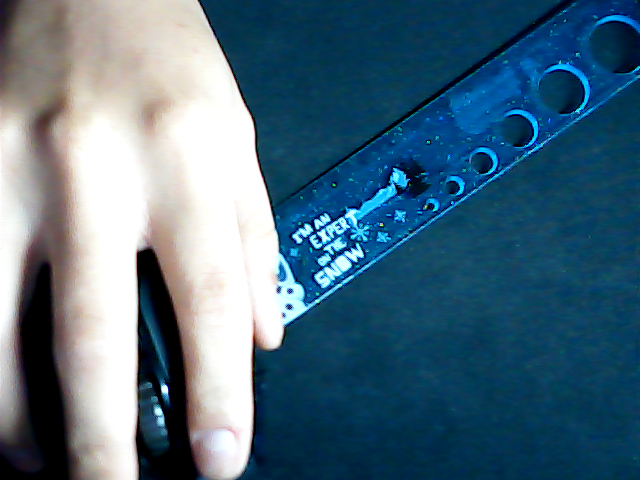 I'M AN
EXPERT
ON THE
SNOW